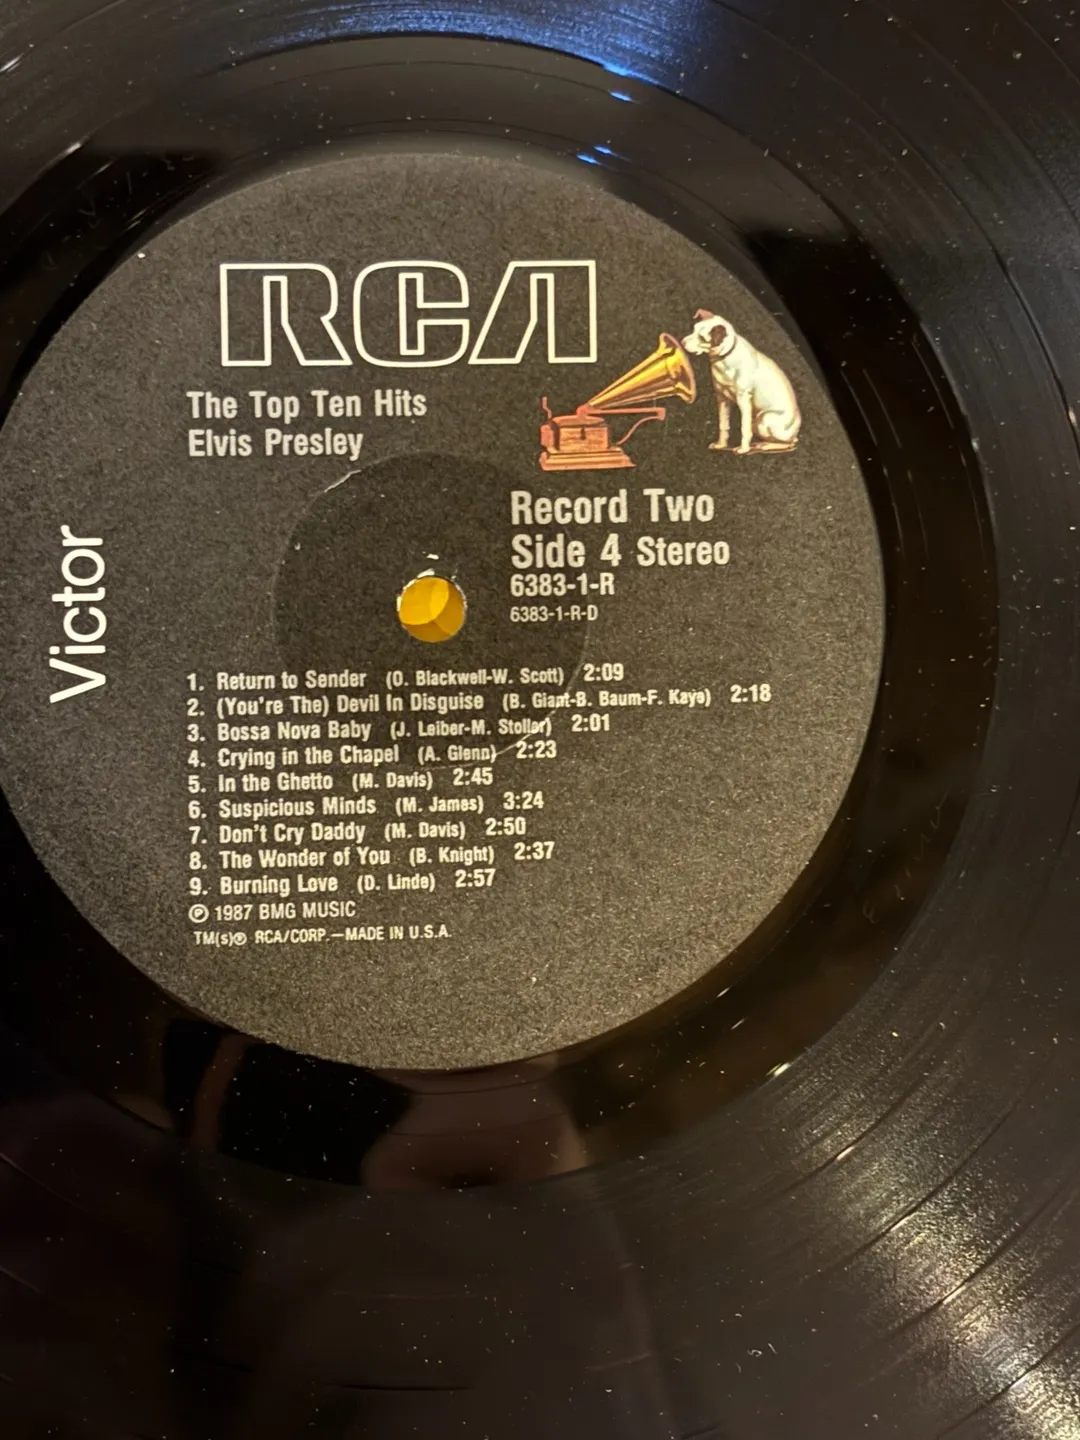 RCA
The Top Ten Hits
Elvis Presley
Victor
Record Two
Side 4 Stereo
6383-1-R
6383-1-R-D
1. Return to Sender (O. Blackwell-W. Scott) 2:09
2. (You're The) Devil In Disguise (B. Giant-B. Baum-F. Kaye) 2:18
3. Bossa Nova Baby (J. Leiber-M. Stoller) 2:01
4. Crying in the Chapel (A. Glenn) 2:23
5. In the Ghetto (M. Davis) 2:45
6. Suspicious Minds (M. James) 3:24
7. Don't Cry Daddy (M. Davis) 2:50
8. The Wonder of You (B. Knight) 2:37
9. Burning Love (D. Linde) 2:57
℗ 1987 BMG MUSIC
TM(s)® RCA/CORP.—MADE IN U.S.A.